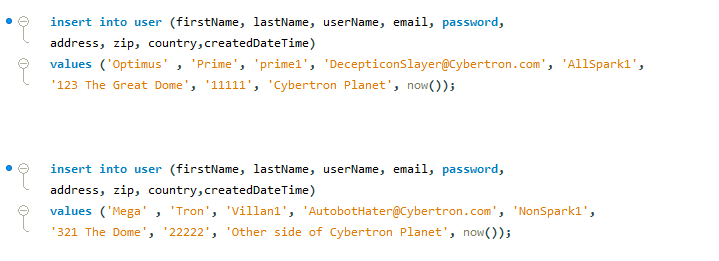 insert into user (firstName, lastName, userName, email, password,
address, zip, country,createdDateTime)
values ('Optimus' , 'Prime', 'prime1', 'DecepticonSlayer@Cybertron.com', 'AllSpark1',
'123 The Great Dome', '11111', 'Cybertron Planet', now());
insert into user (firstName, lastName, userName, email, password,
address, zip, country,createdDateTime)
values ('Mega' , 'Tron', 'Villan1', 'AutobotHater@Cybertron.com', 'NonSpark1',
'321 The Dome', '22222', 'Other side of Cybertron Planet', now());